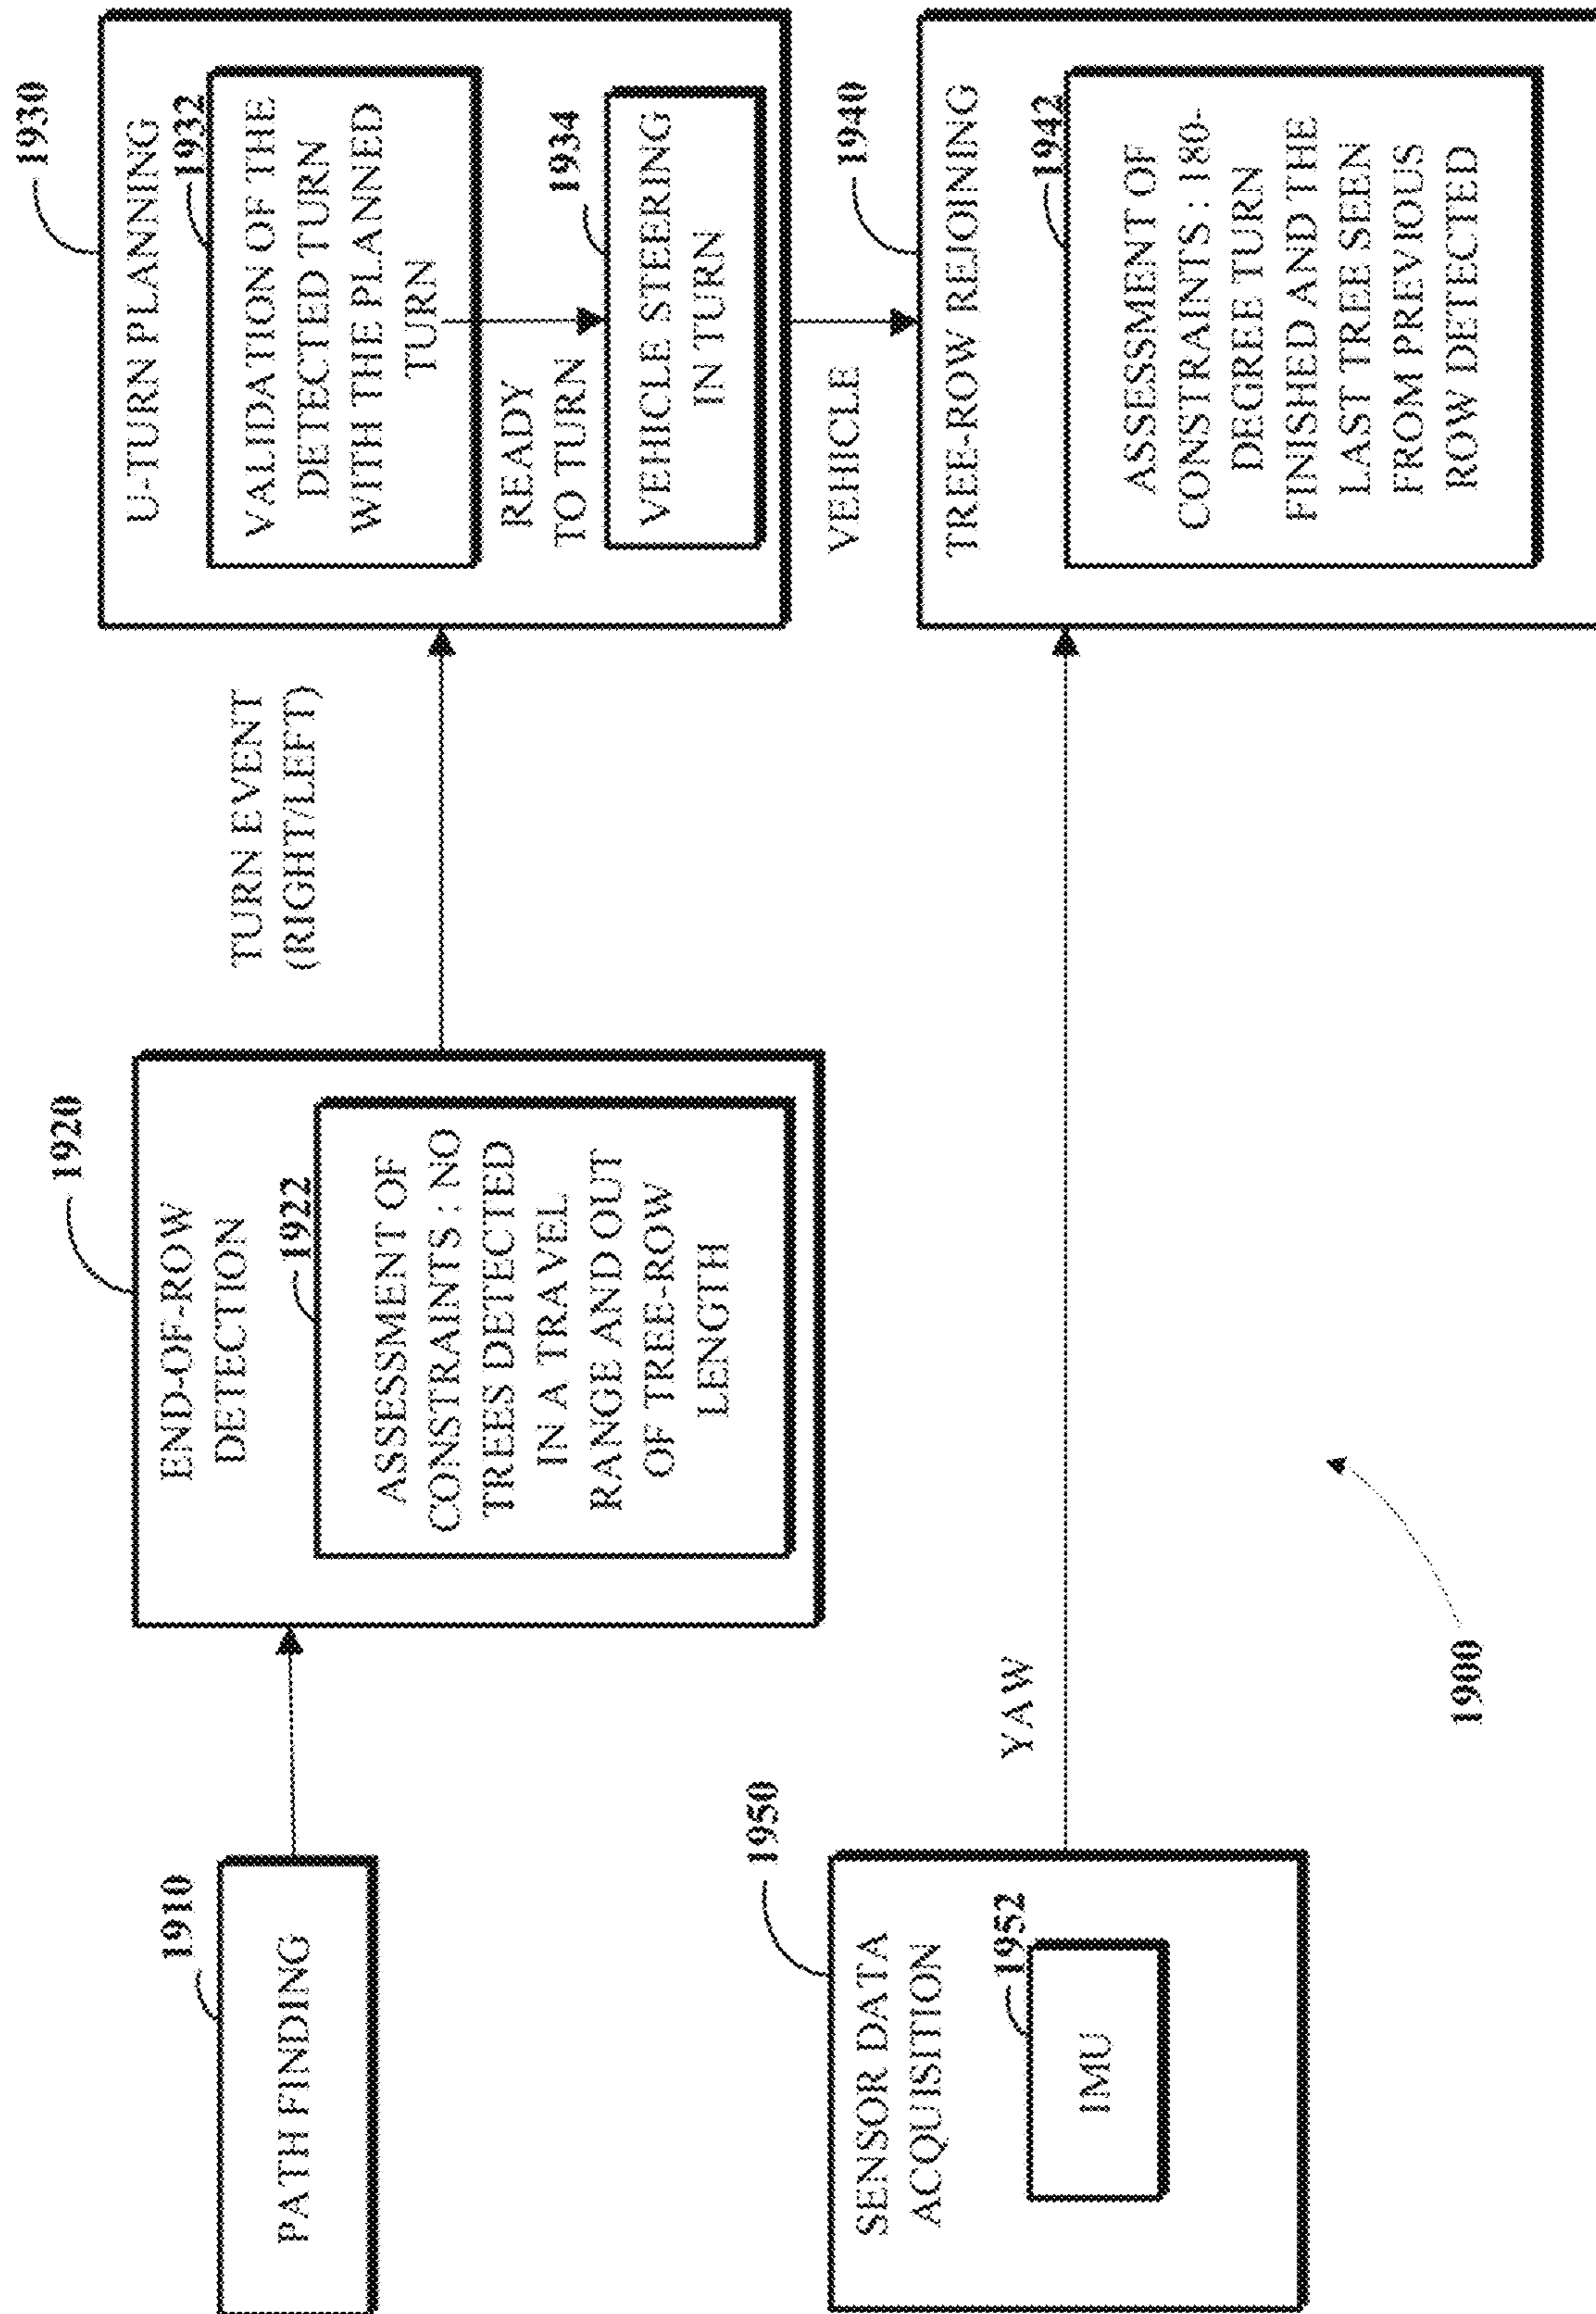 1910
PATH FINDING
1920
END-OF-ROW
DETECTION
1922
ASSESSMENT OF
CONSTRAINTS : NO
TREES DETECTED
IN A TRAVEL
RANGE AND OUT
OF TREE-ROW
LENGTH
TURN EVENT
(RIGHT/LEFT)
1930
U-TURN PLANNING
1932
VALIDATION OF THE
DETECTED TURN
WITH THE PLANNED
TURN
READY
TO TURN
1934
VEHICLE STEERING
IN TURN
VEHICLE
1940
TREE-ROW REJOINING
1942
ASSESSMENT OF
CONSTRAINTS : 180-
DEGREE TURN
FINISHED AND THE
LAST TREE SEEN
FROM PREVIOUS
ROW DETECTED
1950
SENSOR DATA
ACQUISITION
1952
IMU
YAW
1900